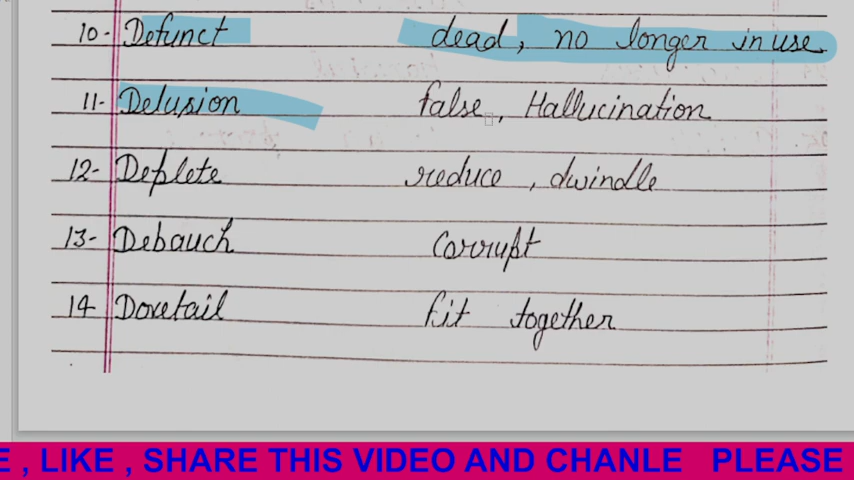 10- Defunct dead, no longer in use
11- Delusion false, Hallucination
12- Deplete reduce, dwindle
13- Debauch Corrupt
14 Dovetail fit together
E , LIKE , SHARE THIS VIDEO AND CHANLE PLEASE